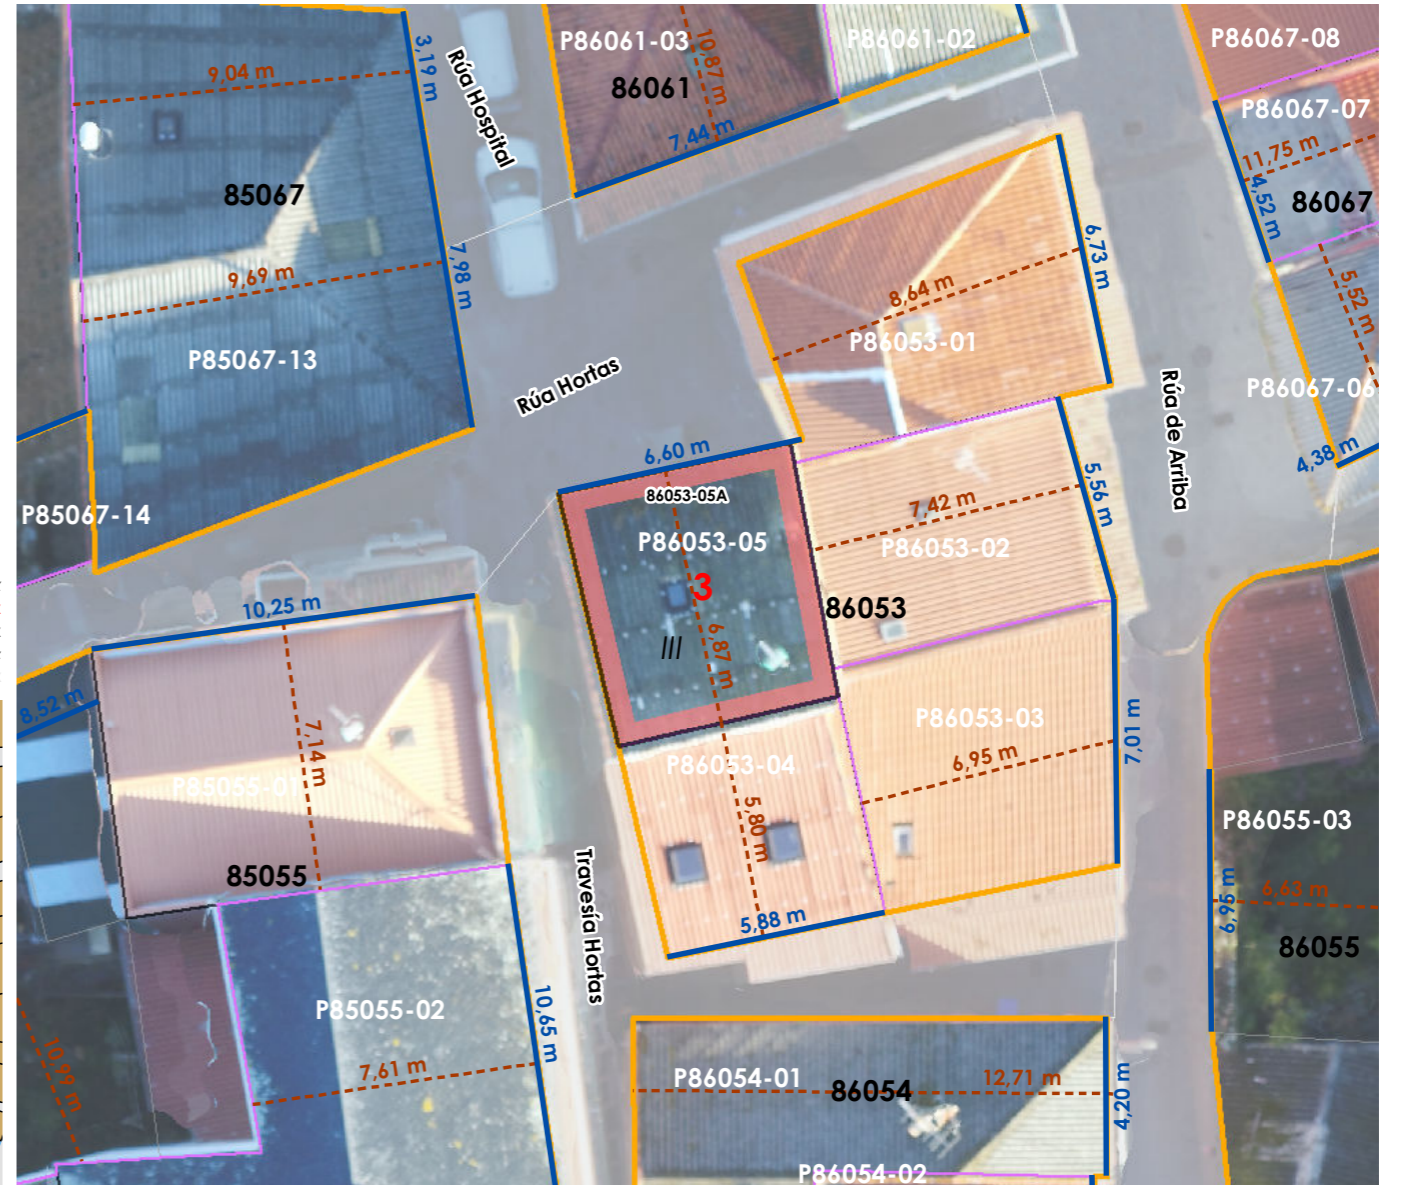 P86061-03
10,87 m
P86061-02
P86067-08
3,19 m
9,04 m
Rúa Hospital
86061
7,44 m
P86067-07
11,75 m
4,52 m
86067
85067
7,98 m
9,69 m
6,73 m
8,64 m
5,52 m
P85067-13
P86053-01
Rúa Hortas
Rúa de Arriba
P86067-06
4,38 m
6,60 m
86053-05A
P86053-05
3
///
6,87 m
7,42 m
5,56 m
P86053-02
P85067-14
86053
10,25 m
8,52 m
7,14 m
P85055-01
85055
P86053-03
7,01 m
6,95 m
P86053-04
5,80 m
5,88 m
P86055-03
6,95 m
6,63 m
86055
Travesía Hortas
P85055-02
10,65 m
7,61 m
10,99 m
P86054-01
86054
12,71 m
4,20 m
P86054-02